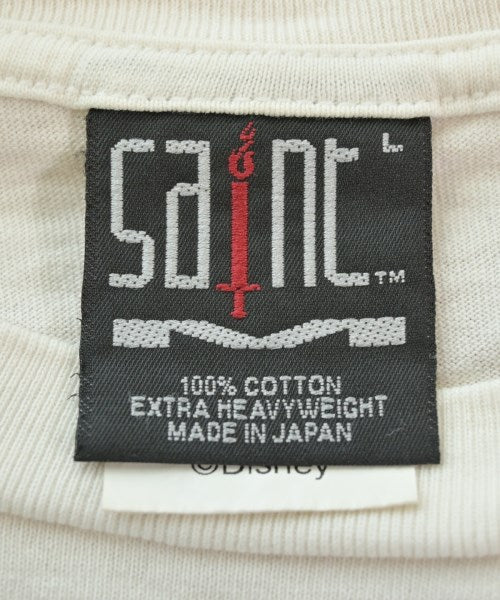 saint L
TM
100% COTTON
EXTRA HEAVYWEIGHT
MADE IN JAPAN
©Disney